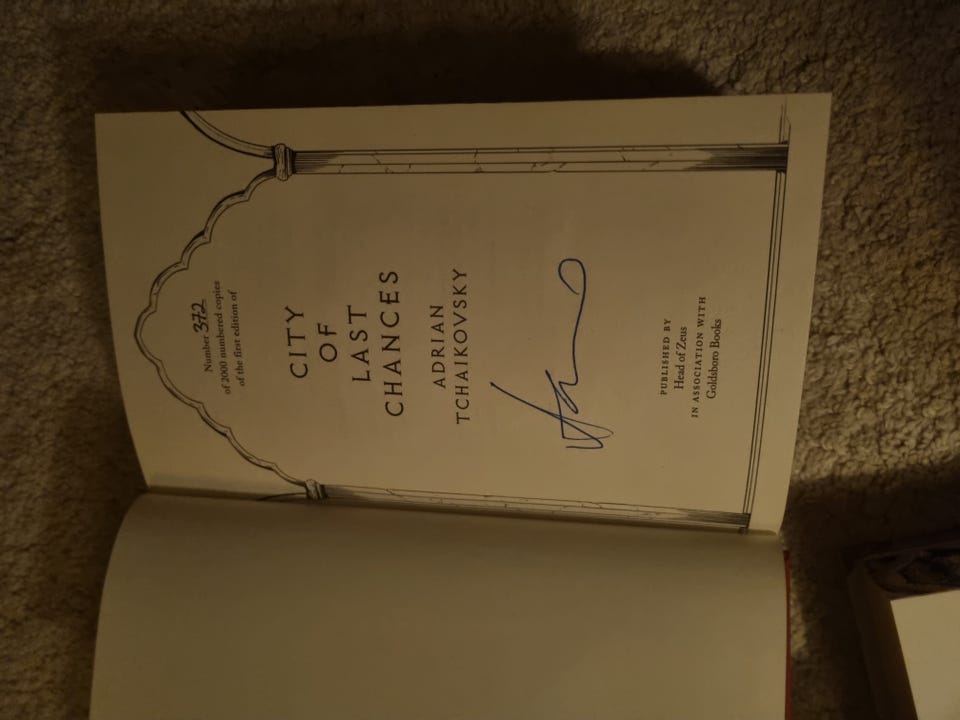 Number 372
of 2000 numbered copies
of the first edition of
CITY
OF
LAST
CHANCES
ADRIAN
TCHAIKOVSKY
PUBLISHED BY
Head of Zeus
IN ASSOCIATION WITH
Goldsboro Books